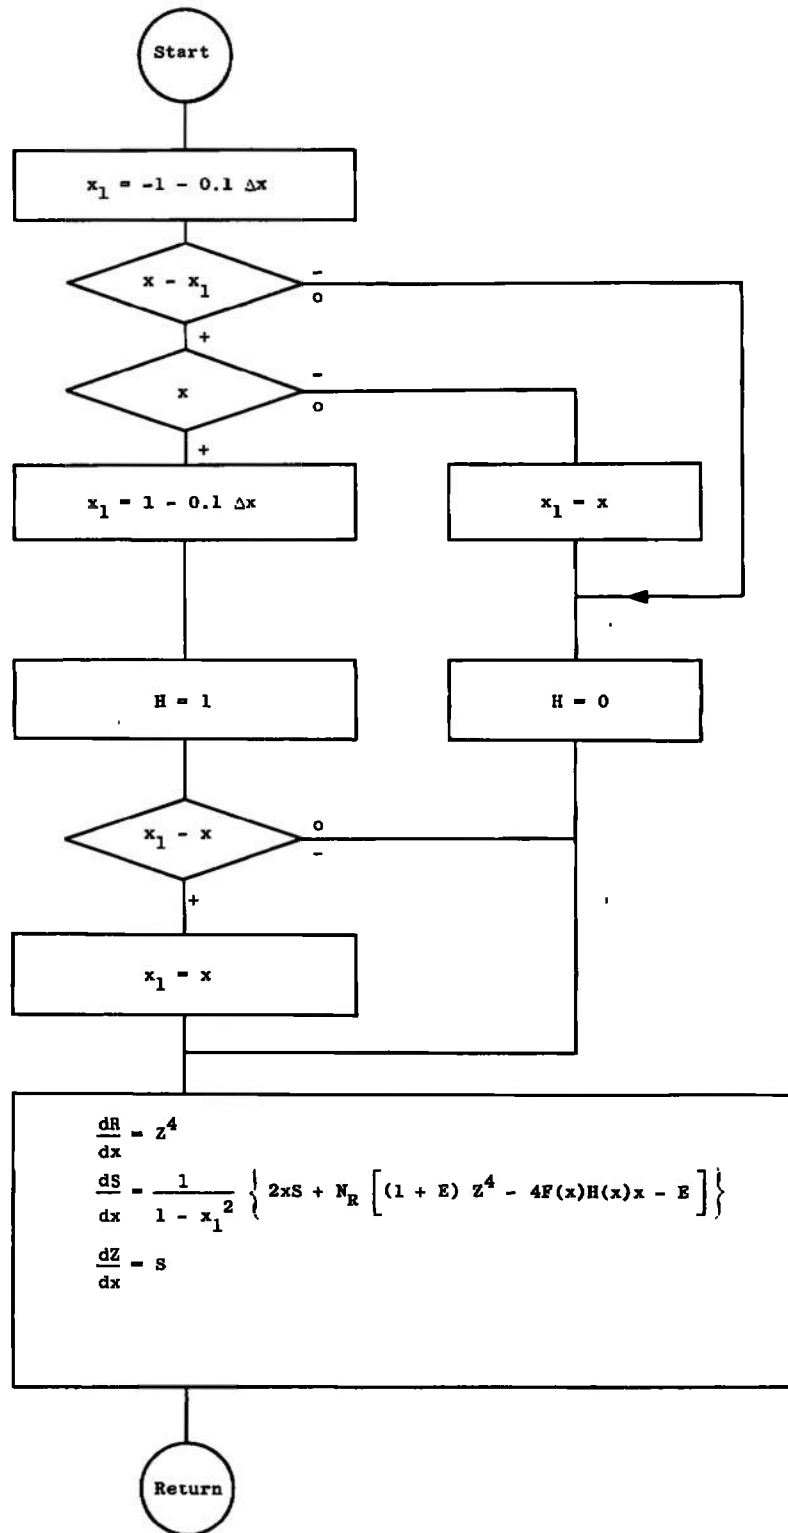 Start
x₁ = -1 - 0.1 Δx
x - x₁
-
o
+
x
-
o
+
x₁ = 1 - 0.1 Δx
x₁ = x
H = 1
H = 0
x₁ - x
o
-
+
x₁ = x
dR/dx = Z⁴
dS/dx = 1/(1 - x₁²) { 2xS + N_R [(1 + E) Z⁴ - 4F(x)H(x)x - E ] }
dZ/dx = S
Return